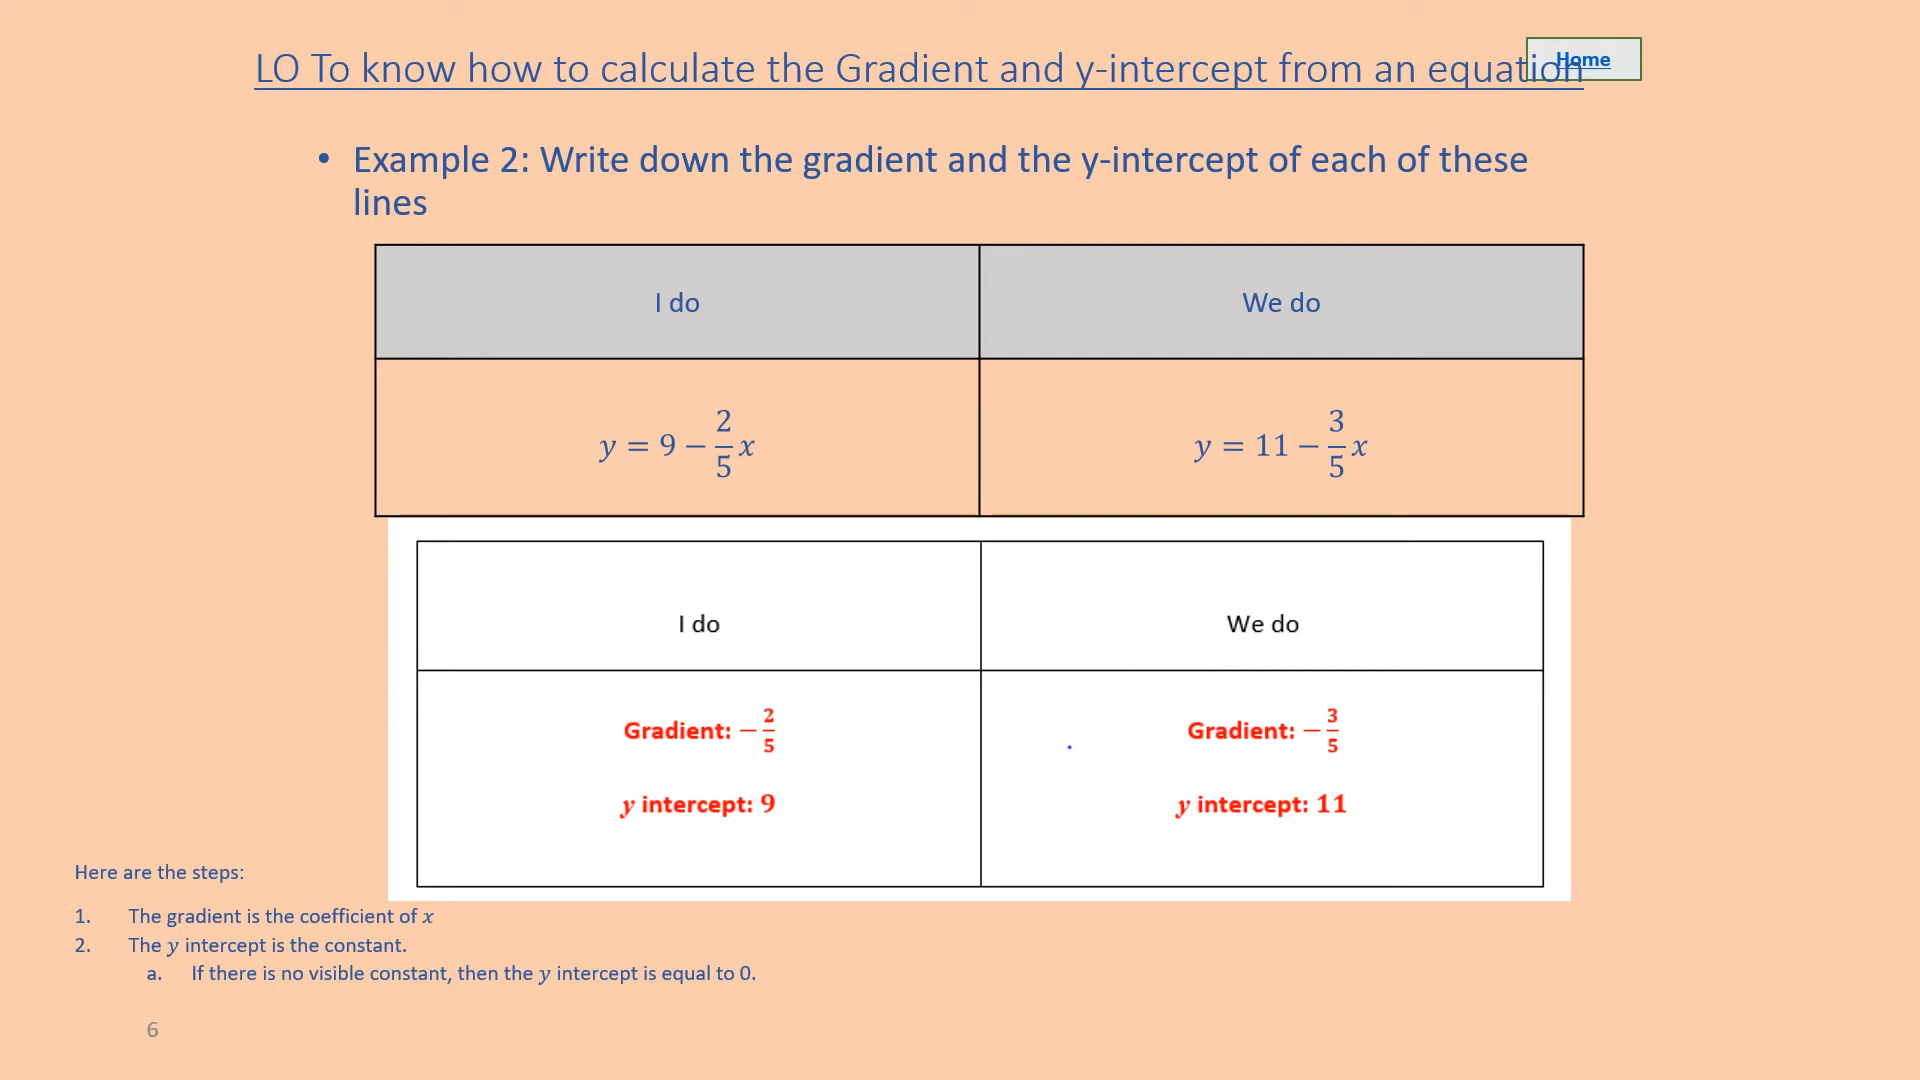 LO To know how to calculate the Gradient and y-intercept from an equation
Home
• Example 2: Write down the gradient and the y-intercept of each of these
lines
I do
We do
y = 9 − 2/5 x
y = 11 − 3/5 x
I do
We do
Gradient: − 2/5
Gradient: − 3/5
y intercept: 9
y intercept: 11
Here are the steps:
1. The gradient is the coefficient of x
2. The y intercept is the constant.
a. If there is no visible constant, then the y intercept is equal to 0.
6